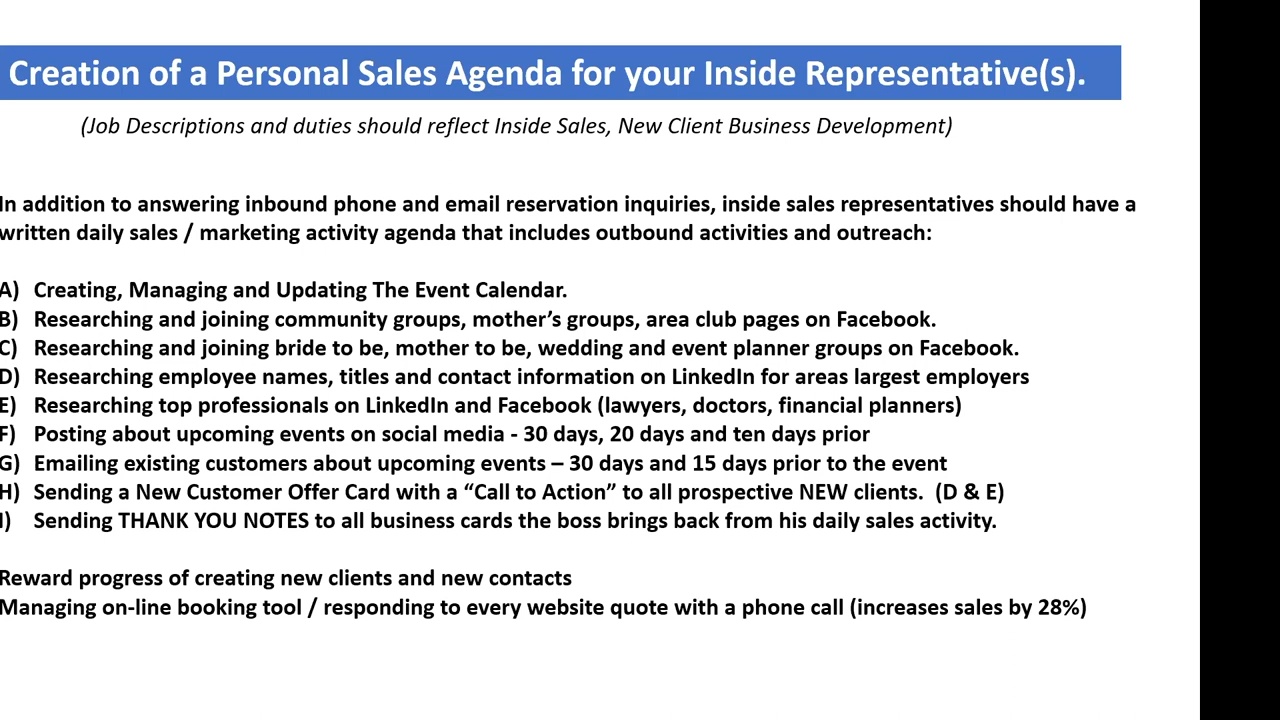 Creation of a Personal Sales Agenda for your Inside Representative(s).
(Job Descriptions and duties should reflect Inside Sales, New Client Business Development)
In addition to answering inbound phone and email reservation inquiries, inside sales representatives should have a
written daily sales / marketing activity agenda that includes outbound activities and outreach:
A) Creating, Managing and Updating The Event Calendar.
B) Researching and joining community groups, mother’s groups, area club pages on Facebook.
C) Researching and joining bride to be, mother to be, wedding and event planner groups on Facebook.
D) Researching employee names, titles and contact information on LinkedIn for areas largest employers
E) Researching top professionals on LinkedIn and Facebook (lawyers, doctors, financial planners)
F) Posting about upcoming events on social media - 30 days, 20 days and ten days prior
G) Emailing existing customers about upcoming events – 30 days and 15 days prior to the event
H) Sending a New Customer Offer Card with a “Call to Action” to all prospective NEW clients. (D & E)
I) Sending THANK YOU NOTES to all business cards the boss brings back from his daily sales activity.
Reward progress of creating new clients and new contacts
Managing on-line booking tool / responding to every website quote with a phone call (increases sales by 28%)